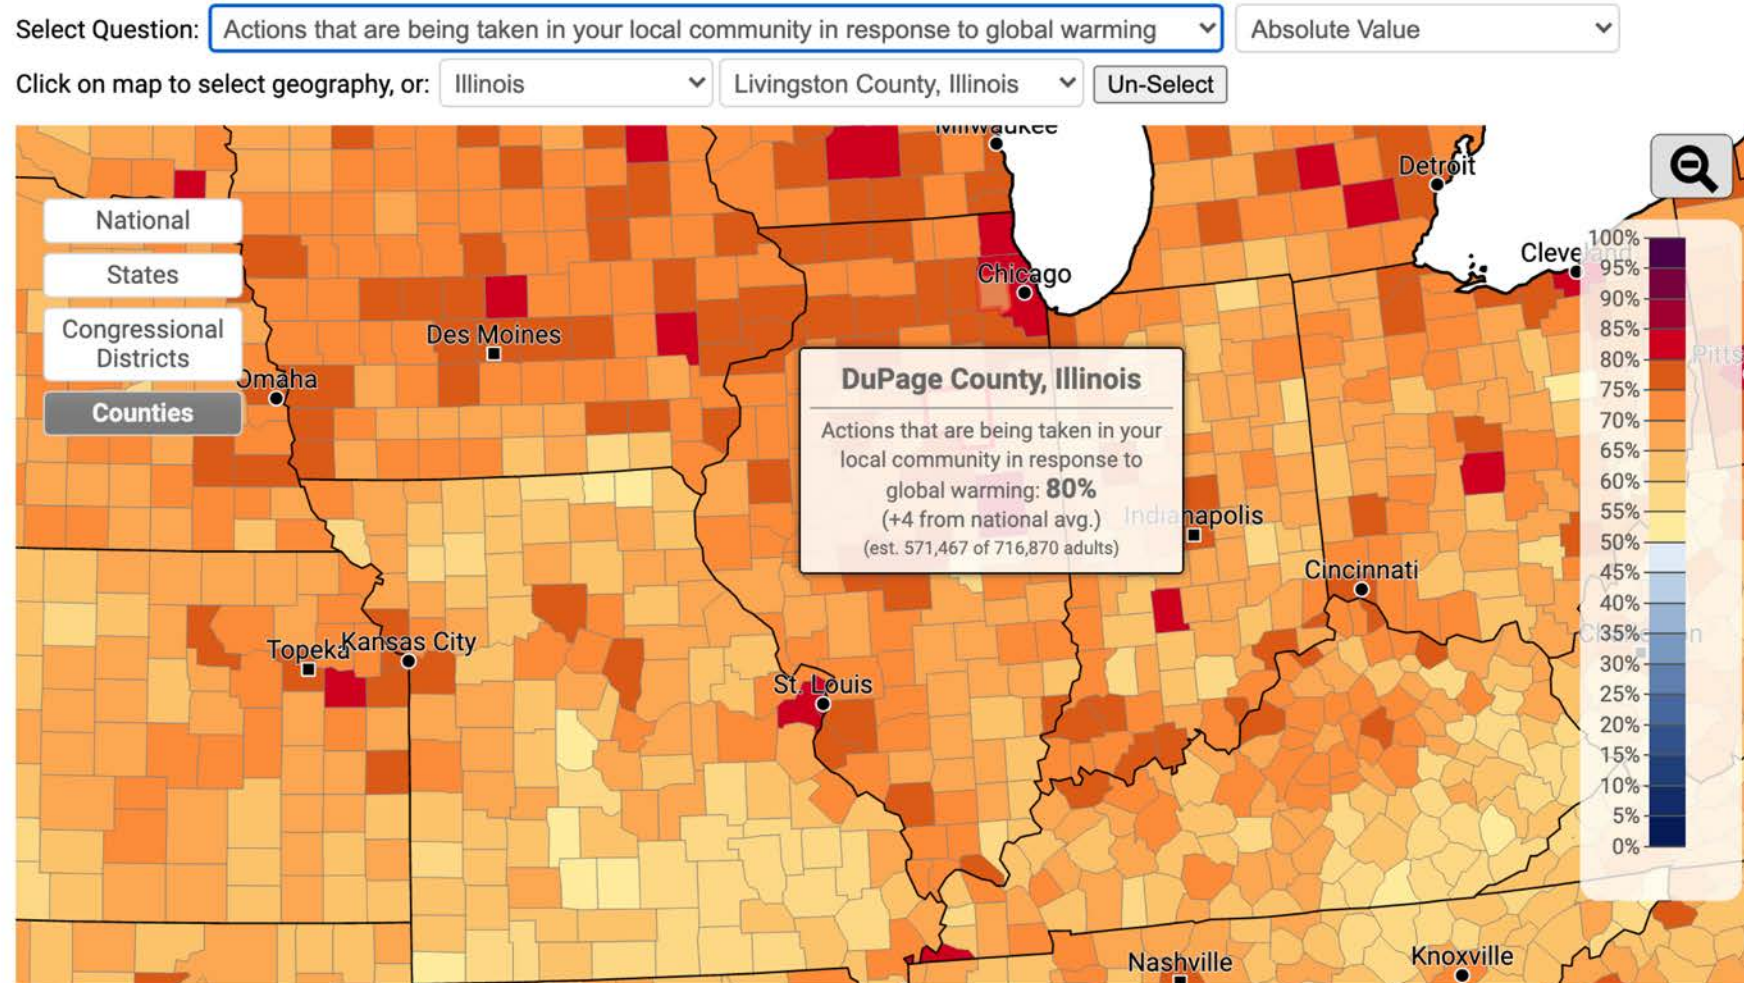 Select Question: Actions that are being taken in your local community in response to global warming Absolute Value
Click on map to select geography, or: Illinois Livingston County, Illinois Un-Select
National
States
Congressional
Districts
Counties
Milwaukee
Detroit
Cleveland
Chicago
Des Moines
Omaha
DuPage County, Illinois
Actions that are being taken in your
local community in response to
global warming: 80%
(+4 from national avg.)
(est. 571,467 of 716,870 adults)
Indianapolis
Cincinnati
Topeka
Kansas City
St. Louis
Nashville
Knoxville
Pitts
100%
95%
90%
85%
80%
75%
70%
65%
60%
55%
50%
45%
40%
35%
30%
25%
20%
15%
10%
5%
0%